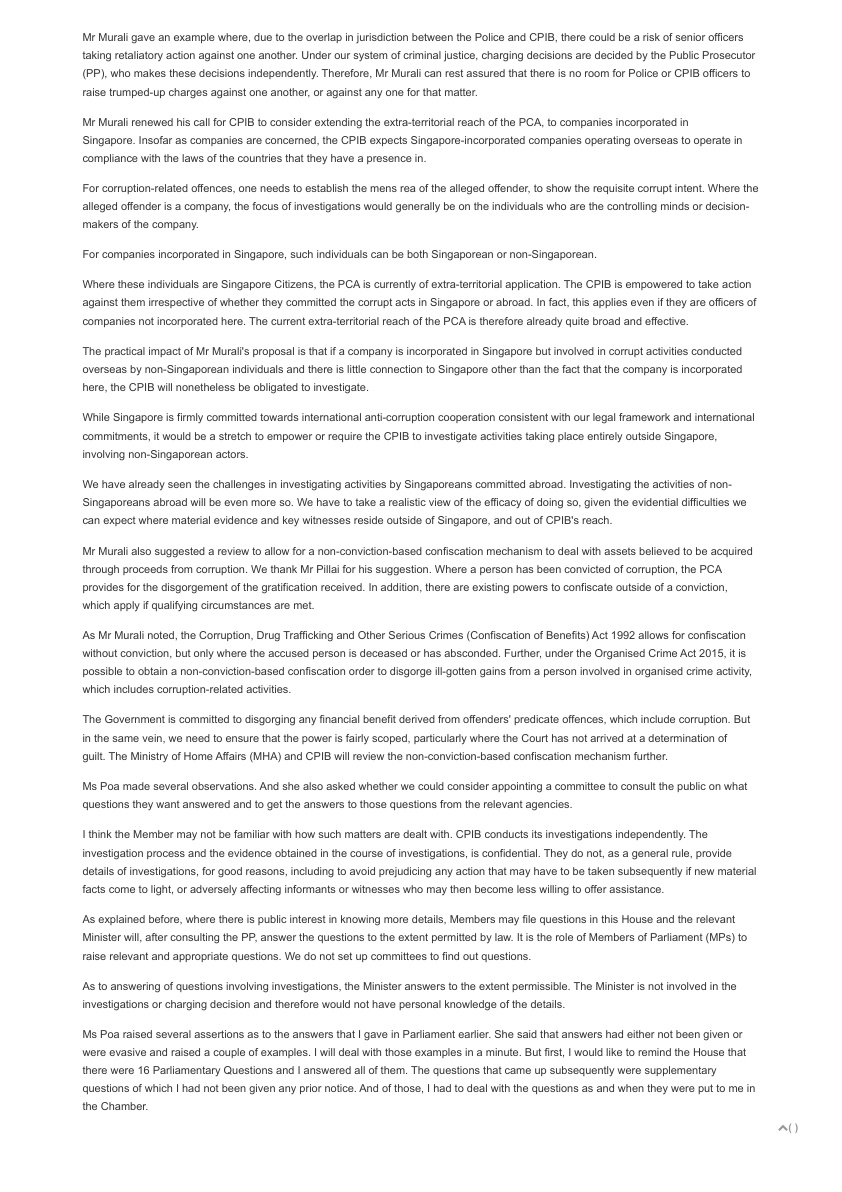 Mr Murali gave an example where, due to the overlap in jurisdiction between the Police and CPIB, there could be a risk of senior officers
taking retaliatory action against one another. Under our system of criminal justice, charging decisions are decided by the Public Prosecutor
(PP), who makes these decisions independently. Therefore, Mr Murali can rest assured that there is no room for Police or CPIB officers to
raise trumped-up charges against one another, or against any one for that matter.
Mr Murali renewed his call for CPIB to consider extending the extra-territorial reach of the PCA, to companies incorporated in
Singapore. Insofar as companies are concerned, the CPIB expects Singapore-incorporated companies operating overseas to operate in
compliance with the laws of the countries that they have a presence in.
For corruption-related offences, one needs to establish the mens rea of the alleged offender, to show the requisite corrupt intent. Where the
alleged offender is a company, the focus of investigations would generally be on the individuals who are the controlling minds or decision-
makers of the company.
For companies incorporated in Singapore, such individuals can be both Singaporean or non-Singaporean.
Where these individuals are Singapore Citizens, the PCA is currently of extra-territorial application. The CPIB is empowered to take action
against them irrespective of whether they committed the corrupt acts in Singapore or abroad. In fact, this applies even if they are officers of
companies not incorporated here. The current extra-territorial reach of the PCA is therefore already quite broad and effective.
The practical impact of Mr Murali's proposal is that if a company is incorporated in Singapore but involved in corrupt activities conducted
overseas by non-Singaporean individuals and there is little connection to Singapore other than the fact that the company is incorporated
here, the CPIB will nonetheless be obligated to investigate.
While Singapore is firmly committed towards international anti-corruption cooperation consistent with our legal framework and international
commitments, it would be a stretch to empower or require the CPIB to investigate activities taking place entirely outside Singapore,
involving non-Singaporean actors.
We have already seen the challenges in investigating activities by Singaporeans committed abroad. Investigating the activities of non-
Singaporeans abroad will be even more so. We have to take a realistic view of the efficacy of doing so, given the evidential difficulties we
can expect where material evidence and key witnesses reside outside of Singapore, and out of CPIB's reach.
Mr Murali also suggested a review to allow for a non-conviction-based confiscation mechanism to deal with assets believed to be acquired
through proceeds from corruption. We thank Mr Pillai for his suggestion. Where a person has been convicted of corruption, the PCA
provides for the disgorgement of the gratification received. In addition, there are existing powers to confiscate outside of a conviction,
which apply if qualifying circumstances are met.
As Mr Murali noted, the Corruption, Drug Trafficking and Other Serious Crimes (Confiscation of Benefits) Act 1992 allows for confiscation
without conviction, but only where the accused person is deceased or has absconded. Further, under the Organised Crime Act 2015, it is
possible to obtain a non-conviction-based confiscation order to disgorge ill-gotten gains from a person involved in organised crime activity,
which includes corruption-related activities.
The Government is committed to disgorging any financial benefit derived from offenders' predicate offences, which include corruption. But
in the same vein, we need to ensure that the power is fairly scoped, particularly where the Court has not arrived at a determination of
guilt. The Ministry of Home Affairs (MHA) and CPIB will review the non-conviction-based confiscation mechanism further.
Ms Poa made several observations. And she also asked whether we could consider appointing a committee to consult the public on what
questions they want answered and to get the answers to those questions from the relevant agencies.
I think the Member may not be familiar with how such matters are dealt with. CPIB conducts its investigations independently. The
investigation process and the evidence obtained in the course of investigations, is confidential. They do not, as a general rule, provide
details of investigations, for good reasons, including to avoid prejudicing any action that may have to be taken subsequently if new material
facts come to light, or adversely affecting informants or witnesses who may then become less willing to offer assistance.
As explained before, where there is public interest in knowing more details, Members may file questions in this House and the relevant
Minister will, after consulting the PP, answer the questions to the extent permitted by law. It is the role of Members of Parliament (MPs) to
raise relevant and appropriate questions. We do not set up committees to find out questions.
As to answering of questions involving investigations, the Minister answers to the extent permissible. The Minister is not involved in the
investigations or charging decision and therefore would not have personal knowledge of the details.
Ms Poa raised several assertions as to the answers that I gave in Parliament earlier. She said that answers had either not been given or
were evasive and raised a couple of examples. I will deal with those examples in a minute. But first, I would like to remind the House that
there were 16 Parliamentary Questions and I answered all of them. The questions that came up subsequently were supplementary
questions of which I had not been given any prior notice. And of those, I had to deal with the questions as and when they were put to me in
the Chamber.
( )